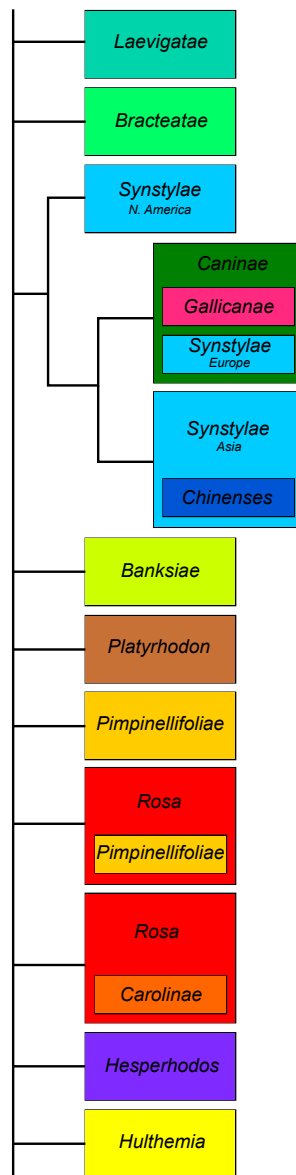 Laevigatae
Bracteatae
Synstylae
N. America
Caninae
Gallicanae
Synstylae
Europe
Synstylae
Asia
Chinenses
Banksiae
Platyrhodon
Pimpinellifoliae
Rosa
Pimpinellifoliae
Rosa
Carolinae
Hesperhodos
Hulthemia